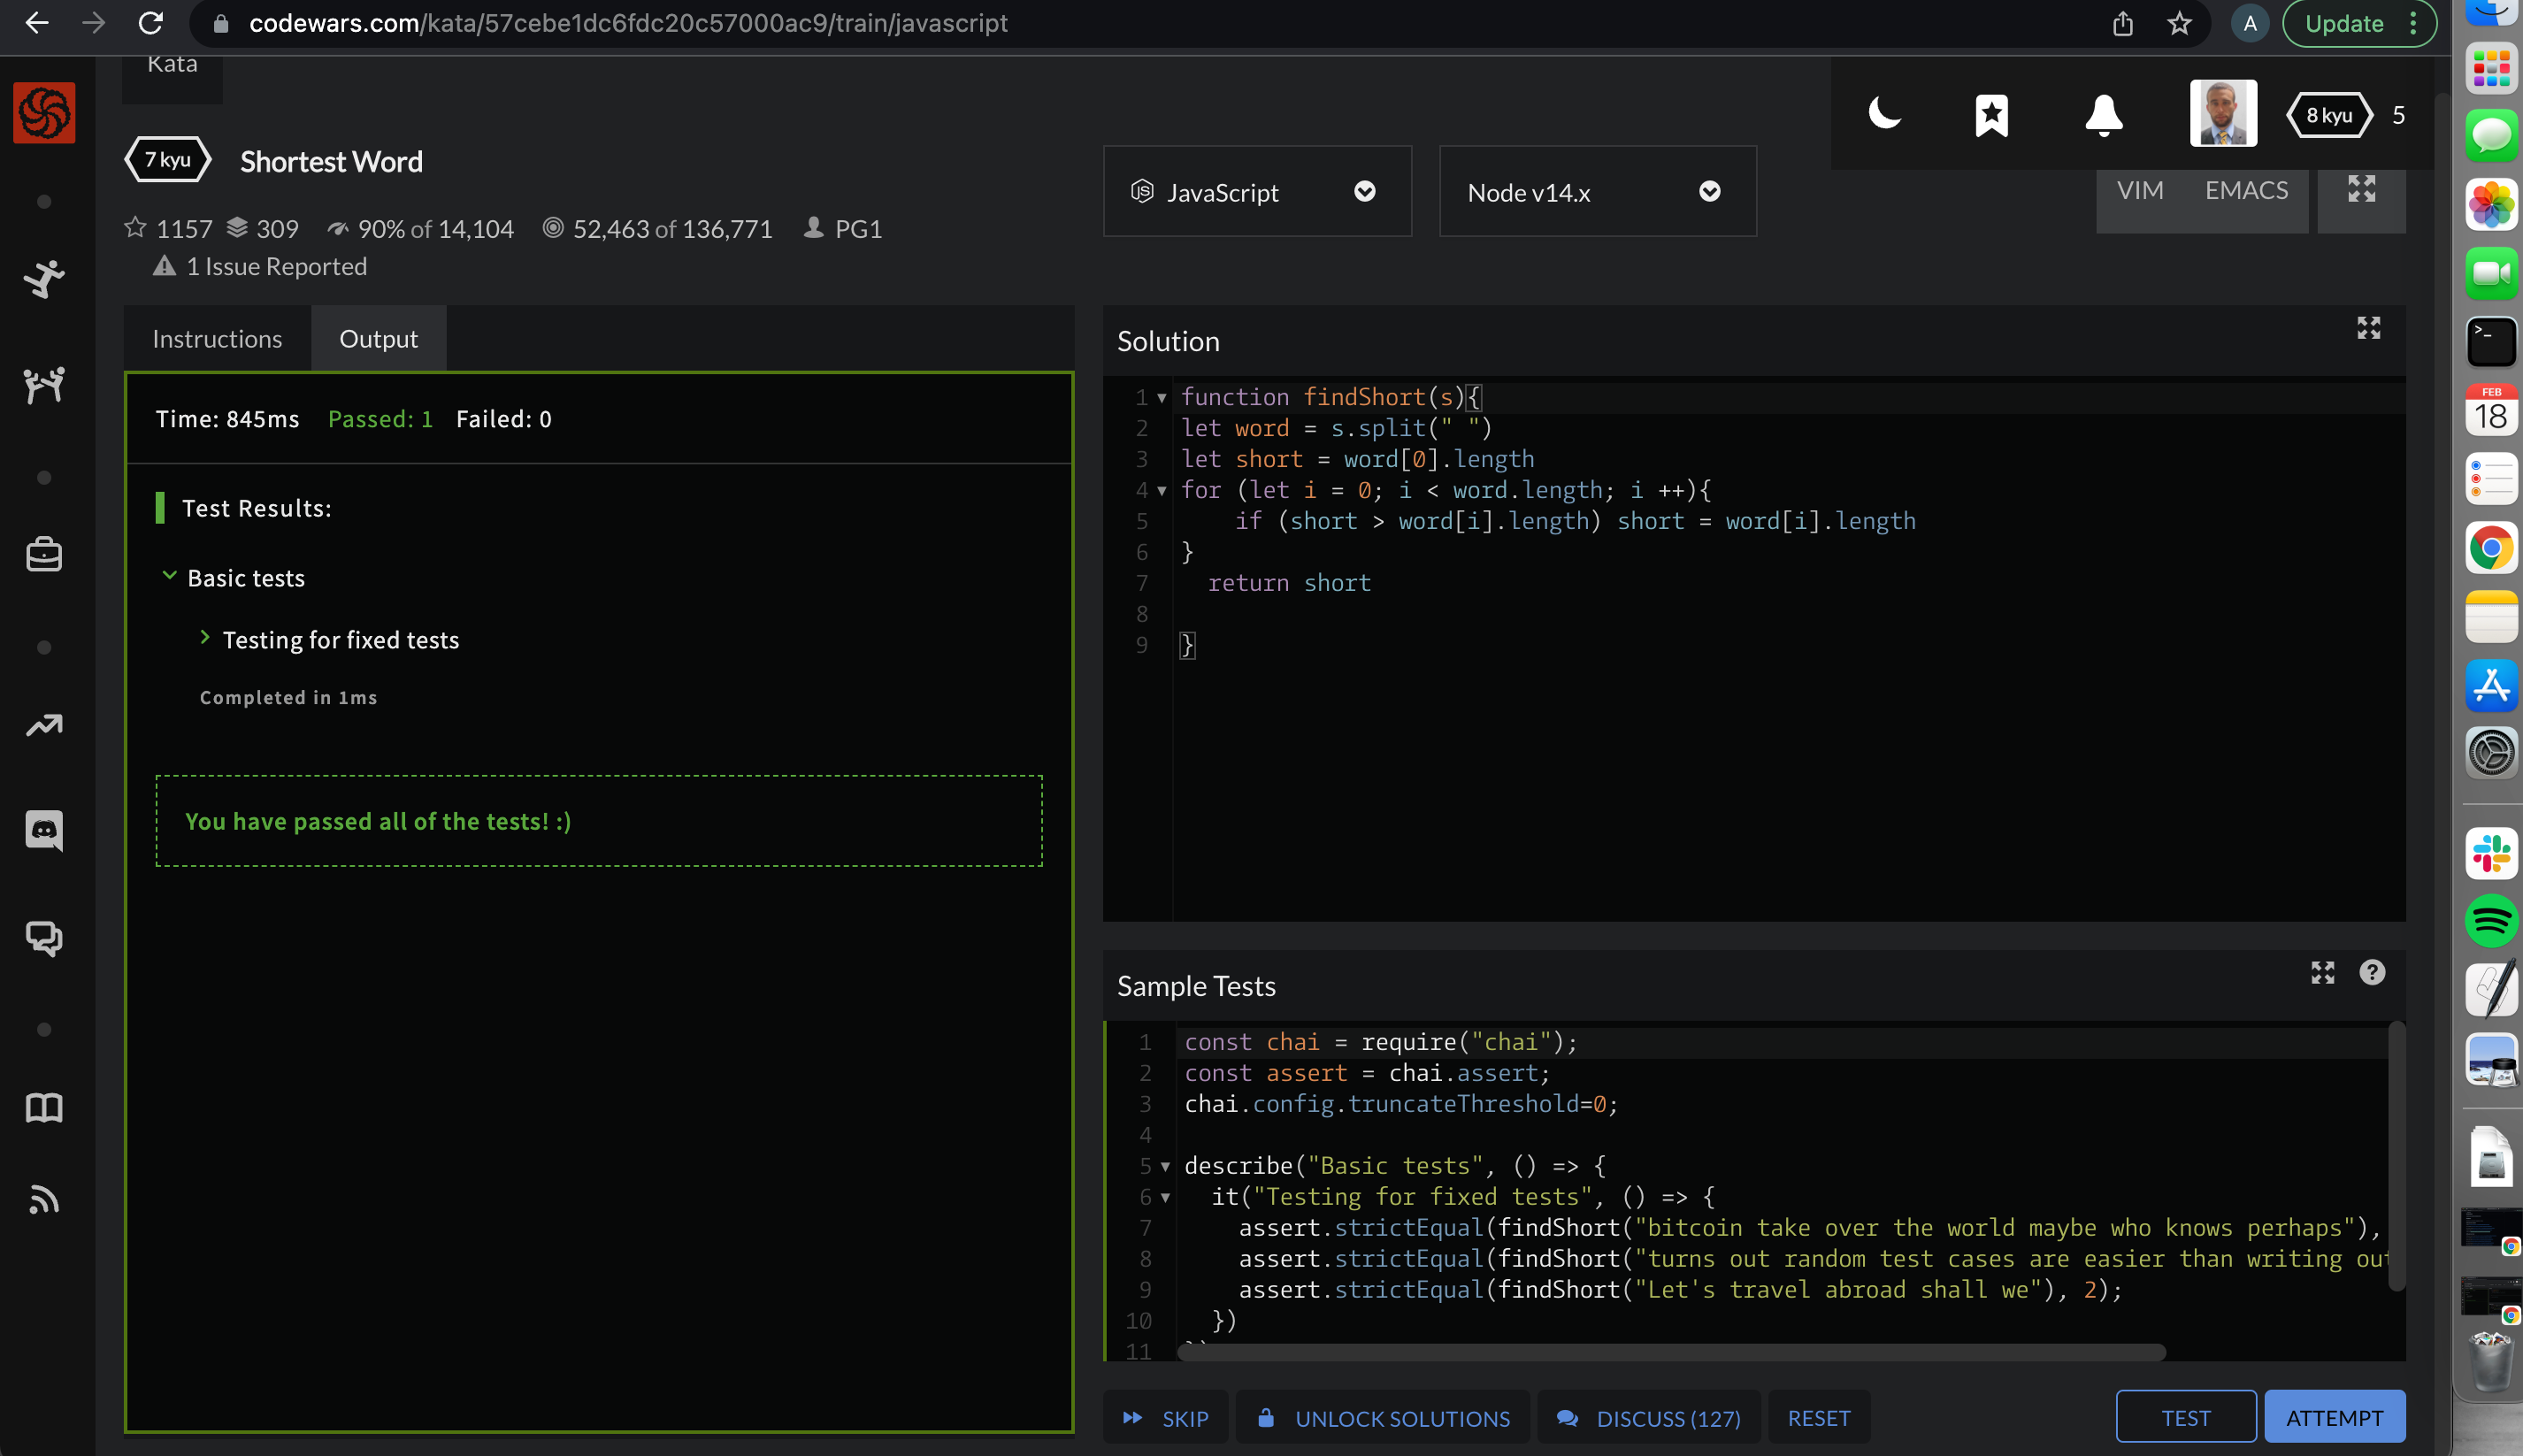 codewars.com/kata/57cebe1dc6fdc20c57000ac9/train/javascript
A
Update
Kata
8 kyu
5
7 kyu
Shortest Word
1157 309 90% of 14,104 52,463 of 136,771 PG1
1 Issue Reported
JS JavaScript
Node v14.x
VIM
EMACS
Instructions
Output
Time: 845ms Passed: 1 Failed: 0
Test Results:
Basic tests
Testing for fixed tests
Completed in 1ms
You have passed all of the tests! :)
Solution
1 function findShort(s){
2 let word = s.split(" ")
3 let short = word[0].length
4 for (let i = 0; i < word.length; i ++){
5 if (short > word[i].length) short = word[i].length
6 }
7 return short
8
9 }
Sample Tests
1 const chai = require("chai");
2 const assert = chai.assert;
3 chai.config.truncateThreshold=0;
4
5 describe("Basic tests", () => {
6 it("Testing for fixed tests", () => {
7 assert.strictEqual(findShort("bitcoin take over the world maybe who knows perhaps"),
8 assert.strictEqual(findShort("turns out random test cases are easier than writing out
9 assert.strictEqual(findShort("Let's travel abroad shall we"), 2);
10 })
11
SKIP
UNLOCK SOLUTIONS
DISCUSS (127)
RESET
TEST
ATTEMPT
FEB
18